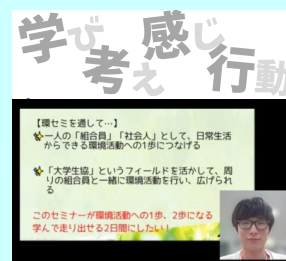 学び感じ
考え行動
【環セミを通して…】
一人の「組合員」「社会人」として、日常生活
からできる環境活動への1歩につなげる
「大学生協」というフィールドを活かして、周
りの組合員と一緒に環境活動を行い、広げられ
る
このセミナーが環境活動への1歩、2歩になる
学んで走り出せる2日間にしたい！